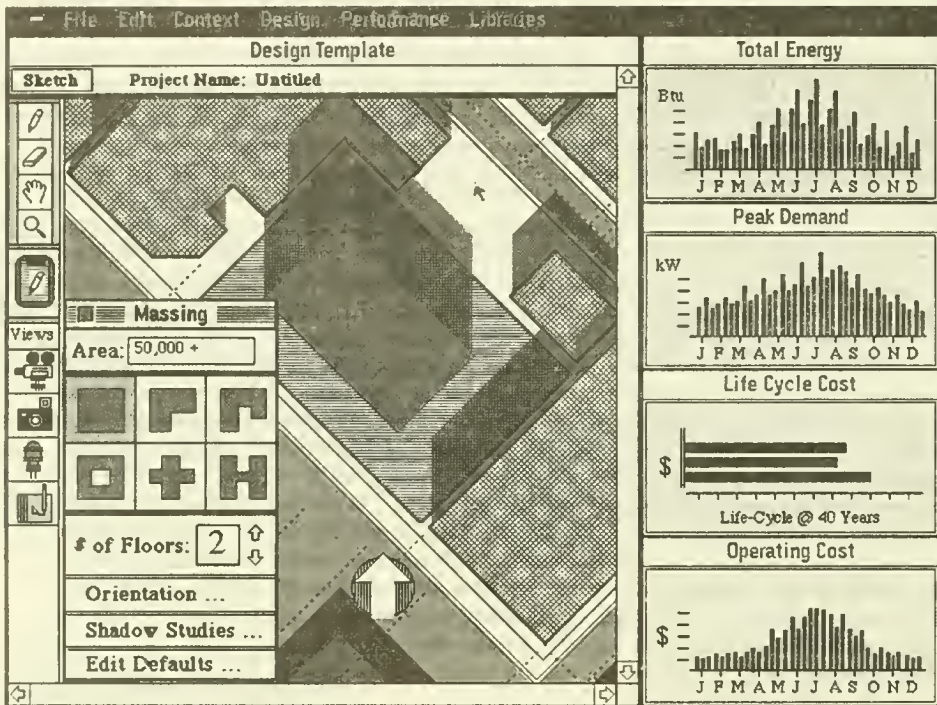 File Edit Context Design Performance Libraries
Design Template
Sketch Project Name: Untitled
Views
Massing
Area: 50,000 +
# of Floors: 2
Orientation ...
Shadow Studies ...
Edit Defaults ...
Total Energy
Btu
J F M A M J J A S O N D
Peak Demand
kW
J F M A M J J A S O N D
Life Cycle Cost
$
Life-Cycle @ 40 Years
Operating Cost
$
J F M A M J J A S O N D